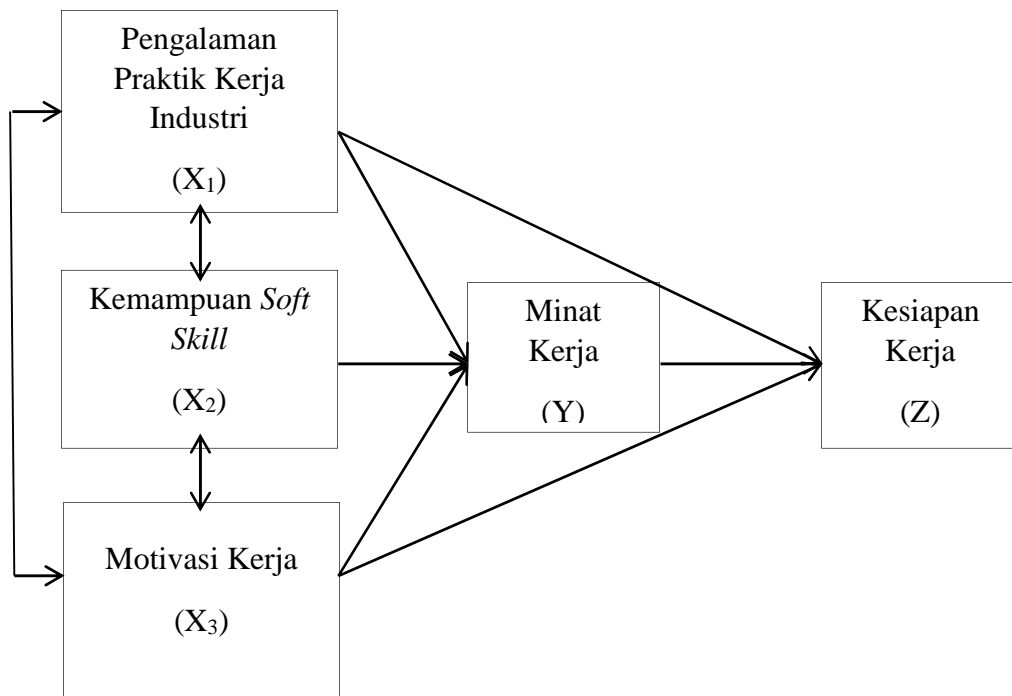 Pengalaman
Praktik Kerja
Industri
(X₁)
Kemampuan Soft
Skill
(X₂)
Motivasi Kerja
(X₃)
Minat
Kerja
(Y)
Kesiapan
Kerja
(Z)